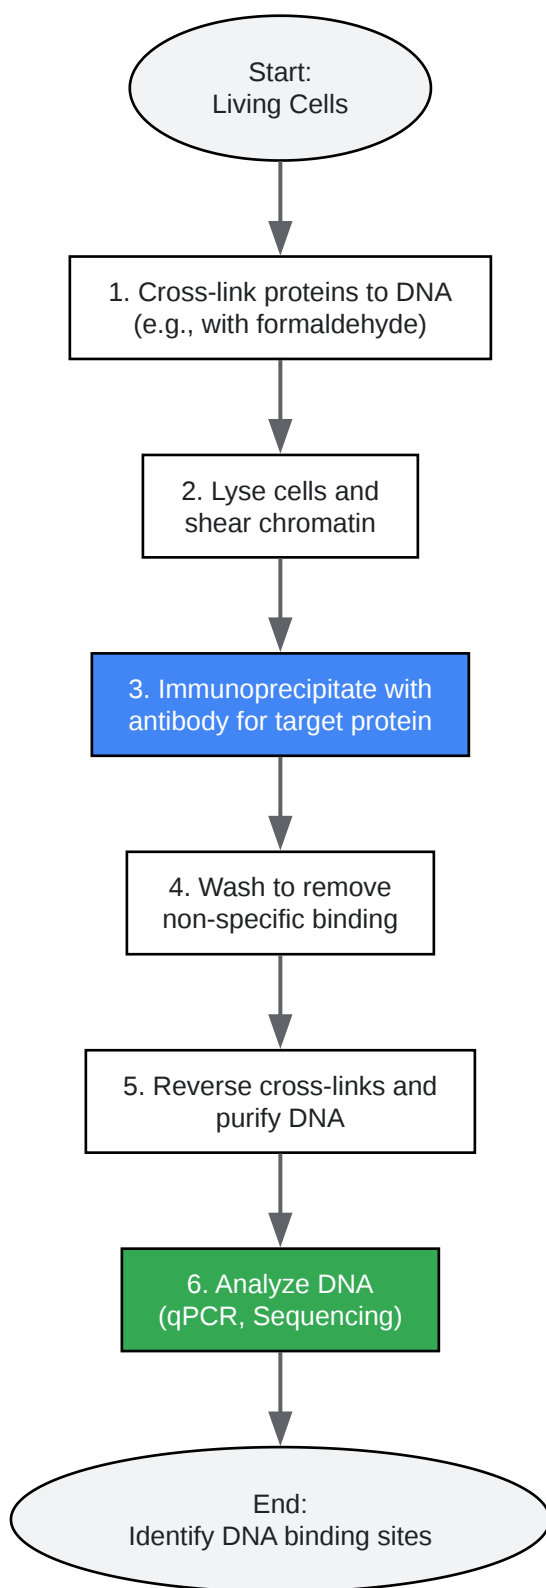 Start:
Living Cells
1. Cross-link proteins to DNA
(e.g., with formaldehyde)
2. Lyse cells and
shear chromatin
3. Immunoprecipitate with
antibody for target protein
4. Wash to remove
non-specific binding
5. Reverse cross-links and
purify DNA
6. Analyze DNA
(qPCR, Sequencing)
End:
Identify DNA binding sites